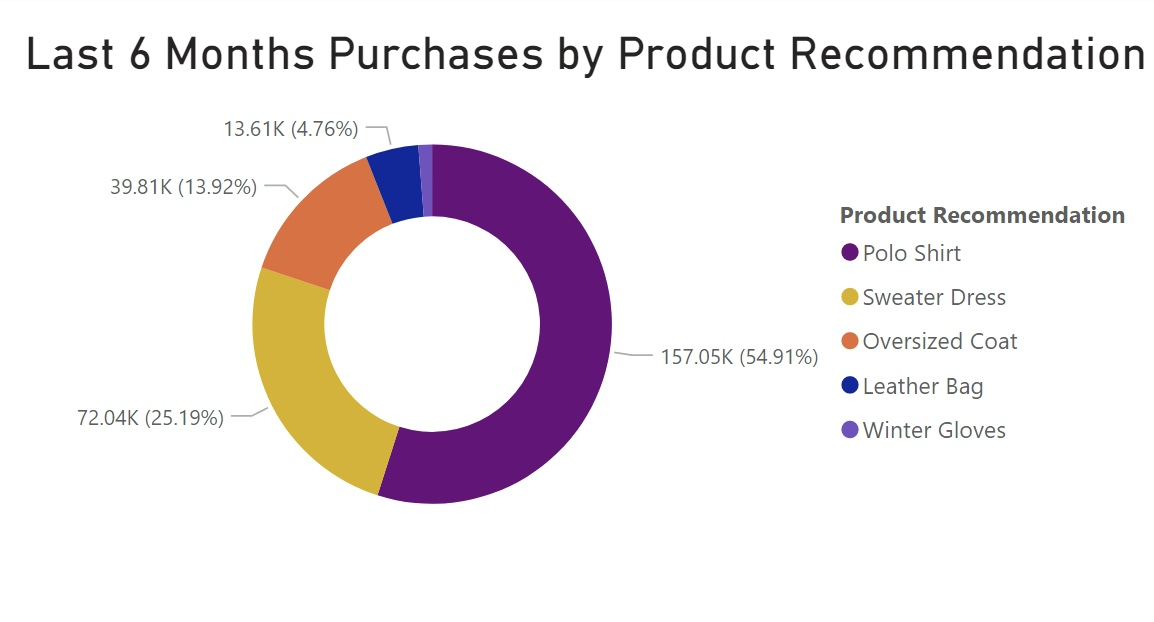 Last 6 Months Purchases by Product Recommendation
13.61K (4.76%)
39.81K (13.92%)
72.04K (25.19%)
157.05K (54.91%)
Product Recommendation
Polo Shirt
Sweater Dress
Oversized Coat
Leather Bag
Winter Gloves